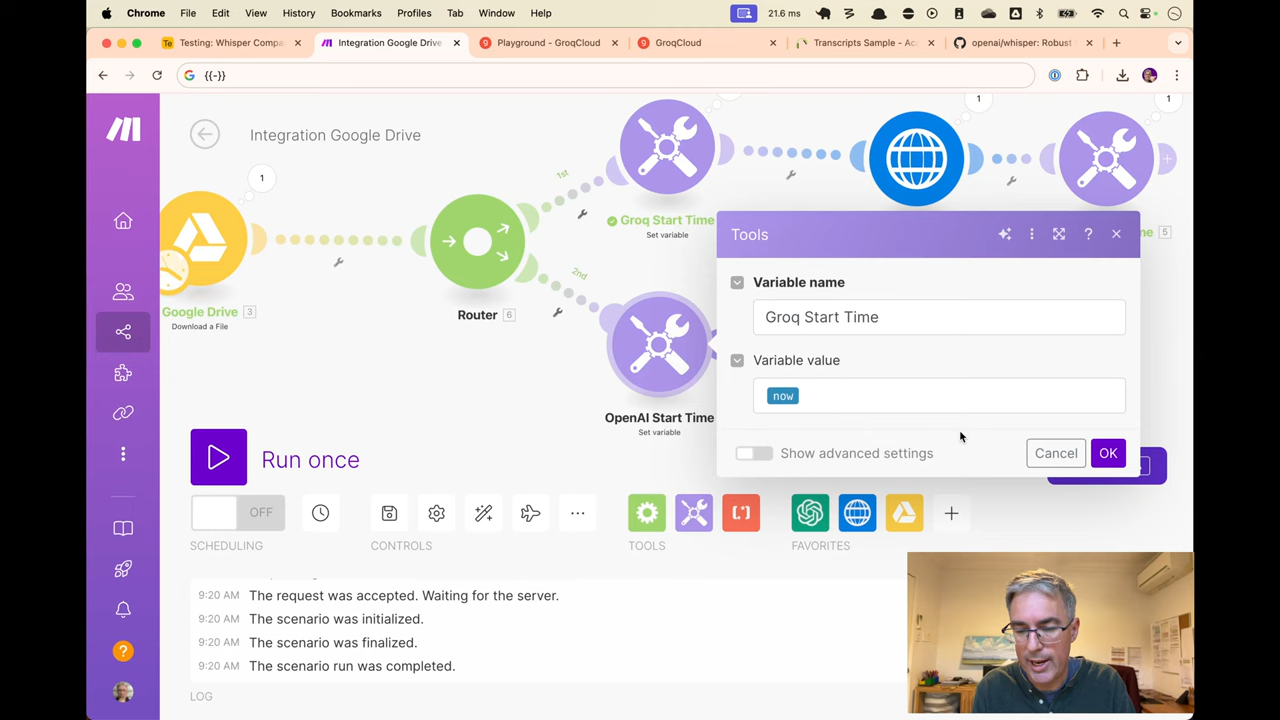 Chrome File Edit View History Bookmarks Profiles Tab Window Help 21.6 ms
Testing: Whisper Compa
Integration Google Drive
Playground - GroqCloud
GroqCloud
Transcripts Sample - Ac
openai/whisper: Robust
{{-}}
Integration Google Drive
1
1
1
1st
2nd
Groq Start Time
Set variable
me 5
Google Drive 3
Download a File
Router 6
OpenAI Start Time
Set variable
Tools
Variable name
Groq Start Time
Variable value
now
Show advanced settings
Cancel
OK
Run once
OFF
SCHEDULING
CONTROLS
TOOLS
FAVORITES
9:20 AM The request was accepted. Waiting for the server.
9:20 AM The scenario was initialized.
9:20 AM The scenario was finalized.
9:20 AM The scenario run was completed.
LOG